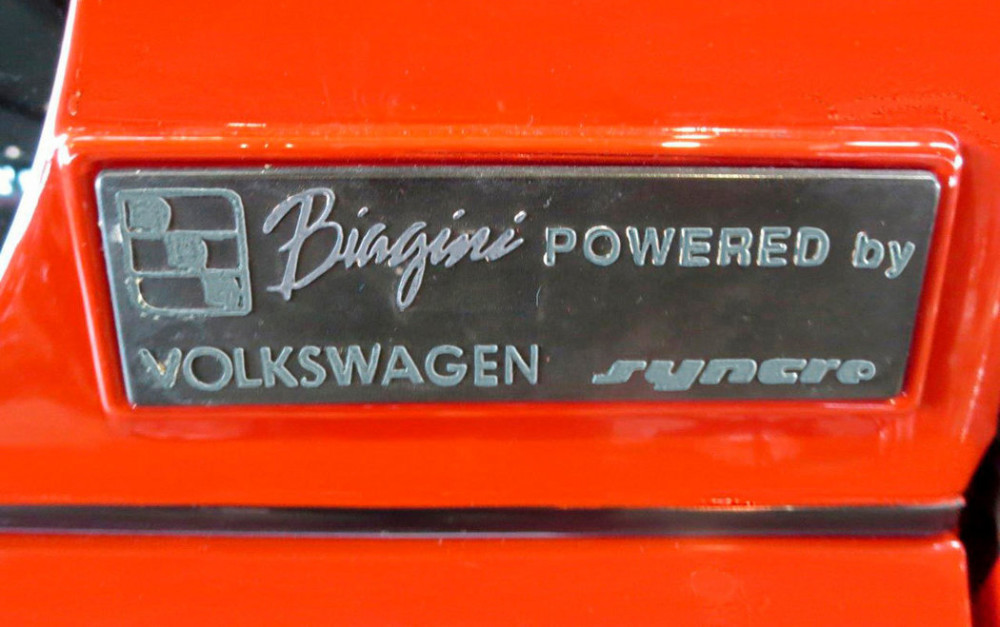 Biagini POWERED by
VOLKSWAGEN syncro